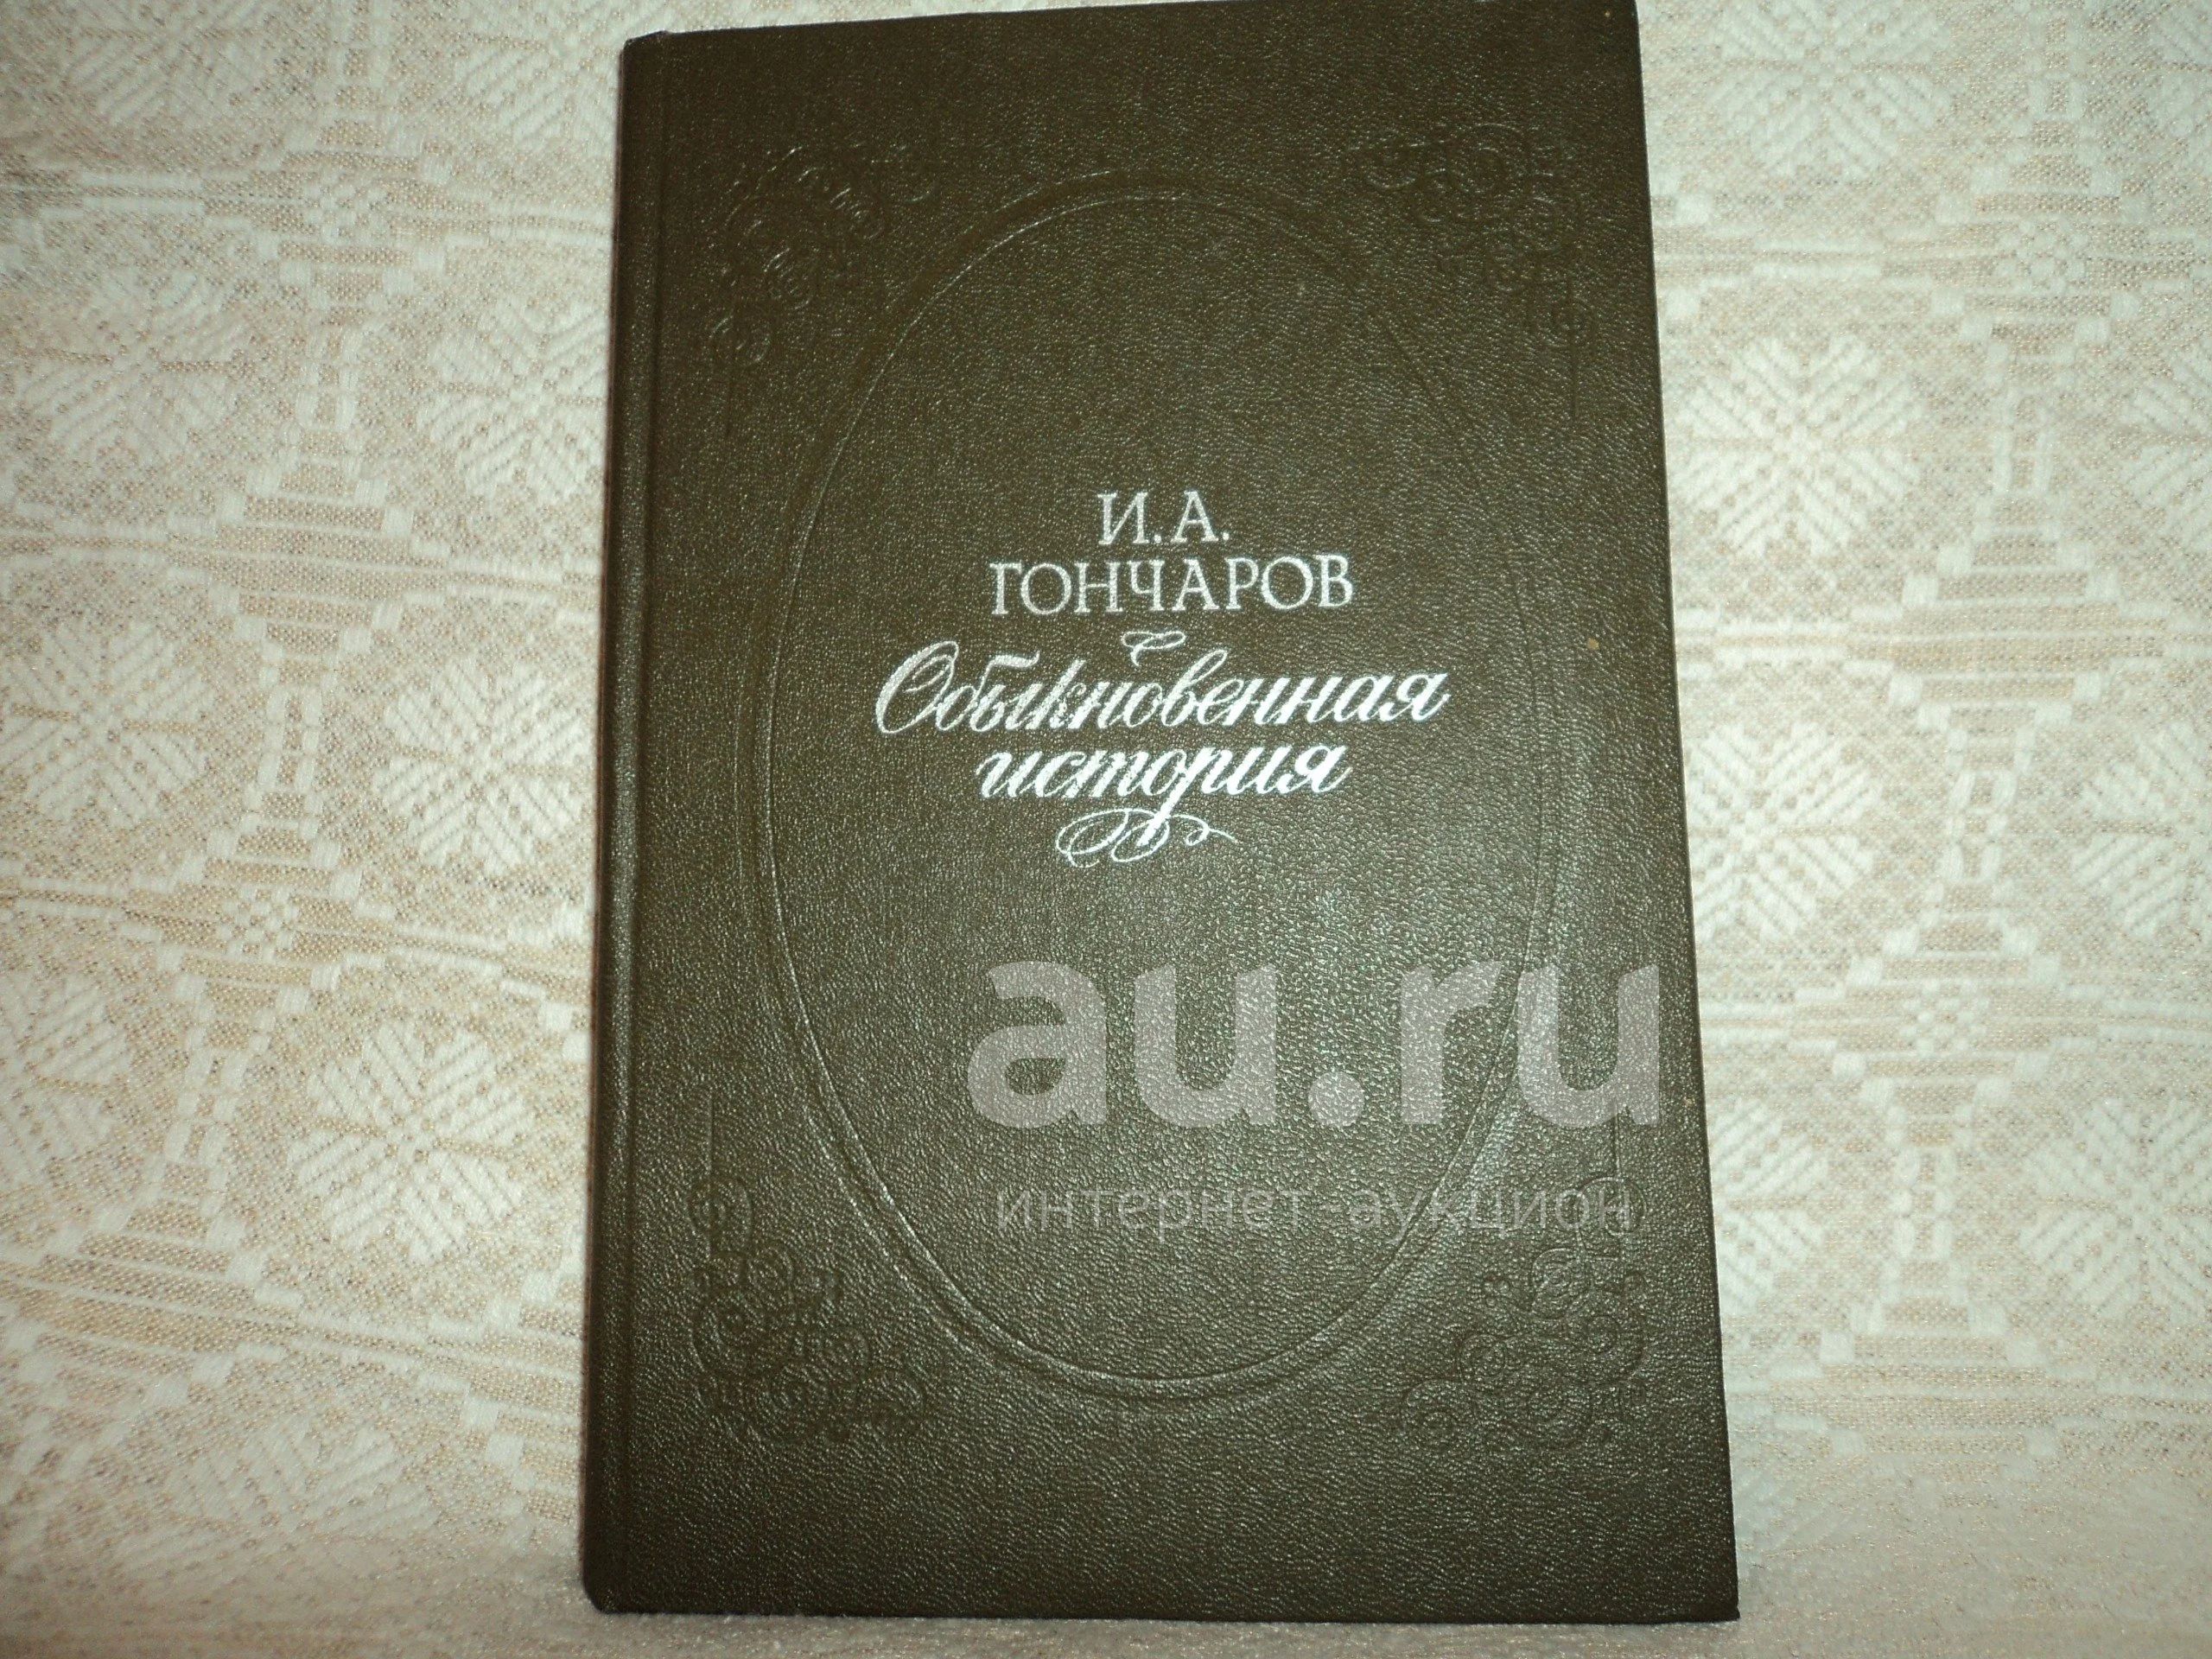 И.А.
ГОНЧАРОВ
Обыкновенная
история
au.ru
интернет-аукцион